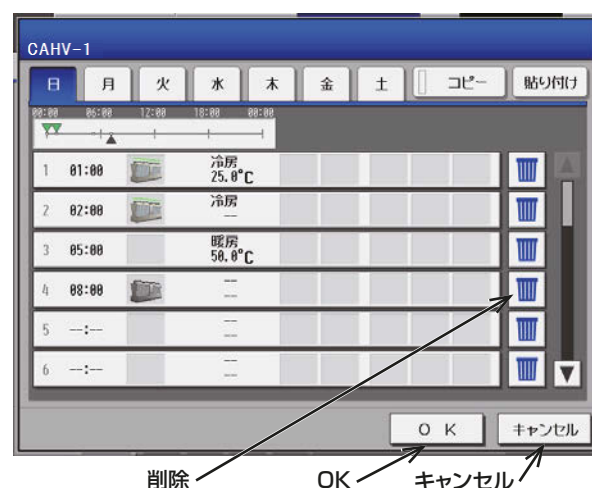 CAHV-1
日 月 火 水 木 金 土 コピー 貼り付け
00:00 06:00 12:00 18:00 00:00
1 01:00 冷房
25.0°C
2 02:00 冷房
--
3 05:00 暖房
50.0°C
4 08:00 --
--
5 --:-- --
--
6 --:-- --
--
OK キャンセル
削除 OK キャンセル